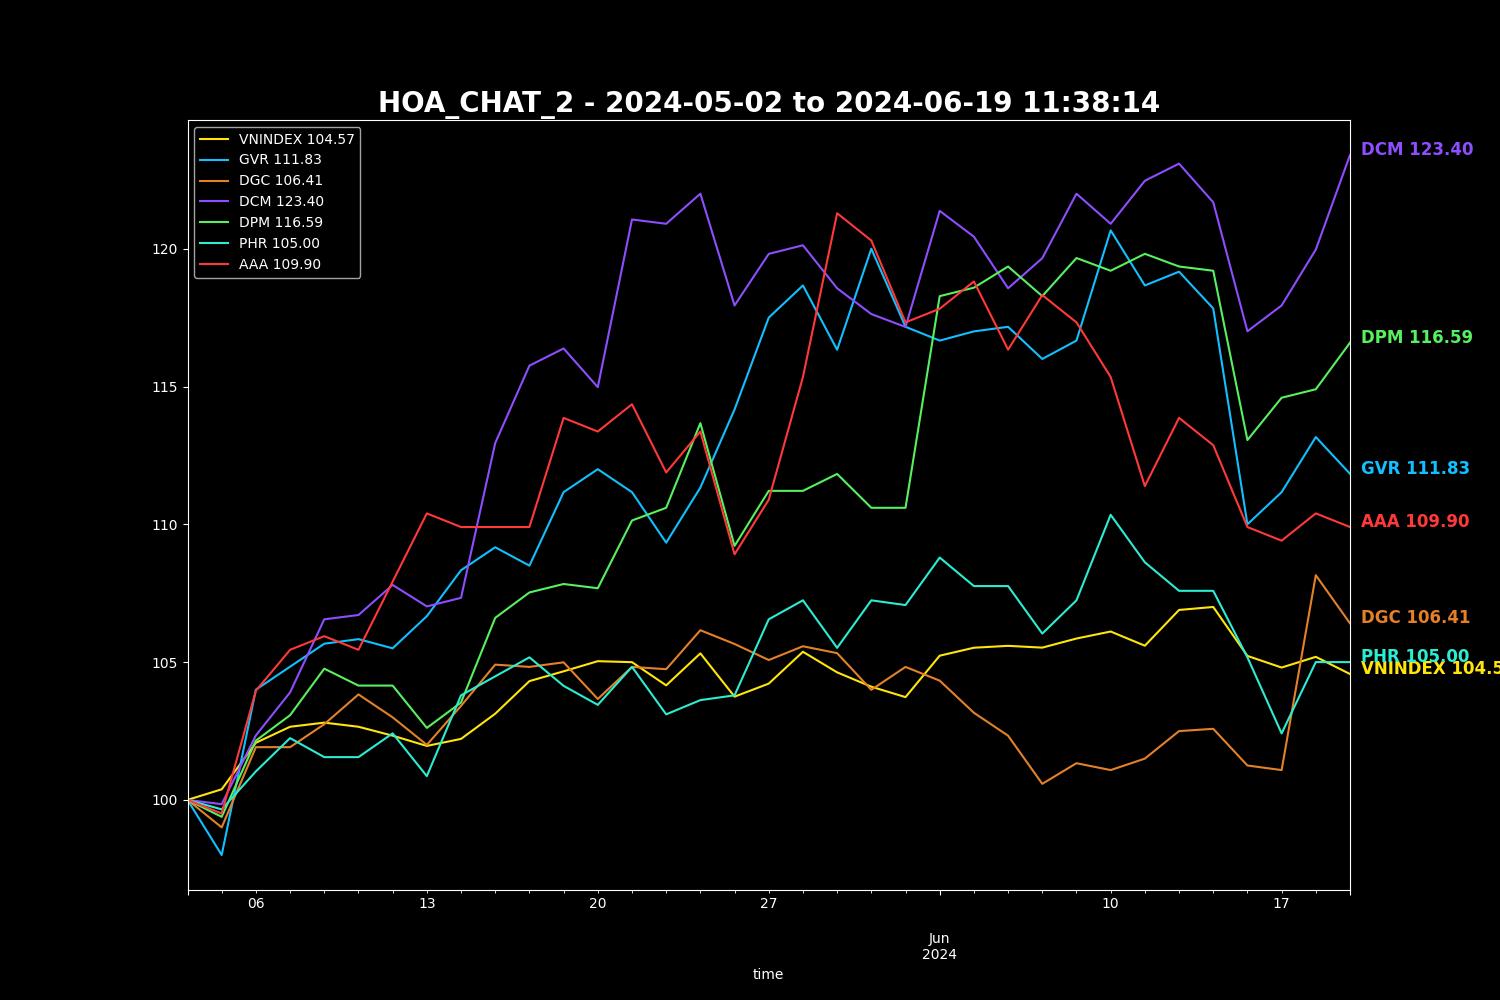 HOA_CHAT_2 - 2024-05-02 to 2024-06-19 11:38:14
VNINDEX 104.57
GVR 111.83
DGC 106.41
DCM 123.40
DPM 116.59
PHR 105.00
AAA 109.90
120
115
110
105
100
DCM 123.40
DPM 116.59
GVR 111.83
AAA 109.90
DGC 106.41
PHR 105.00
VNINDEX 104.5
06 13 20 27 10 17
Jun
2024
time